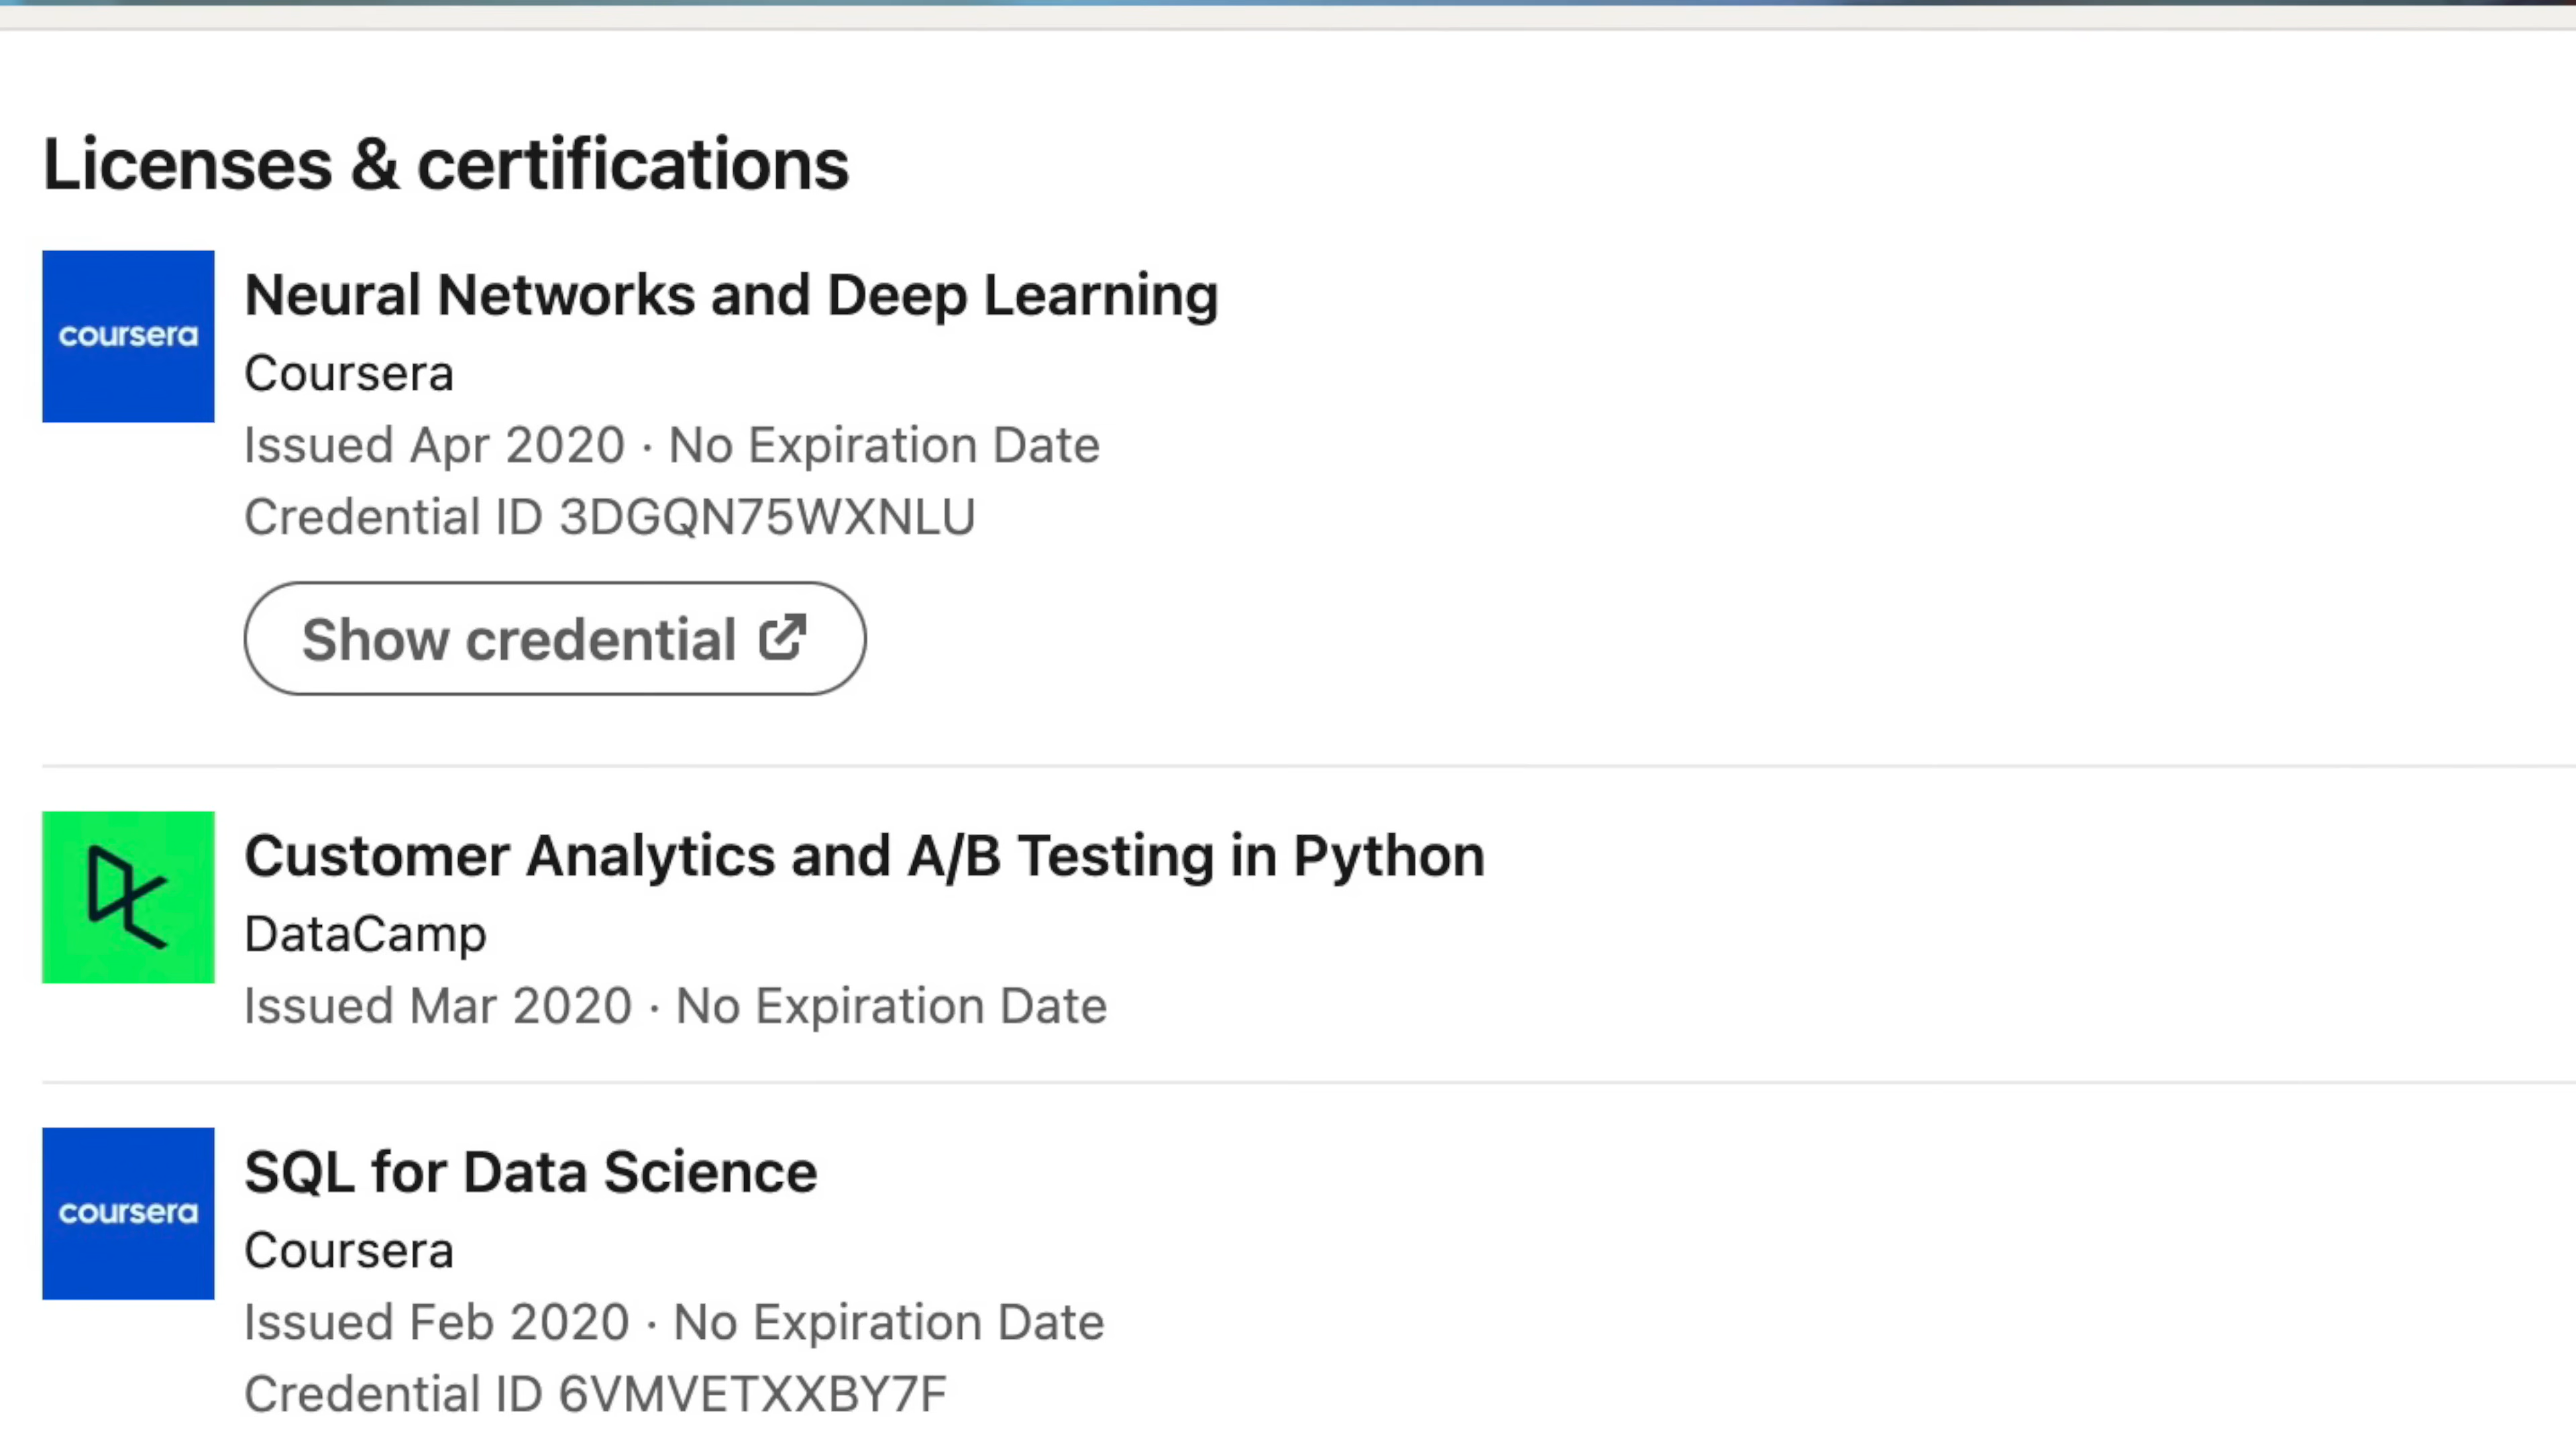 Licenses & certifications
coursera
Neural Networks and Deep Learning
Coursera
Issued Apr 2020 · No Expiration Date
Credential ID 3DGQN75WXNLU
Show credential
Customer Analytics and A/B Testing in Python
DataCamp
Issued Mar 2020 · No Expiration Date
coursera
SQL for Data Science
Coursera
Issued Feb 2020 · No Expiration Date
Credential ID 6VMVETXXBY7F